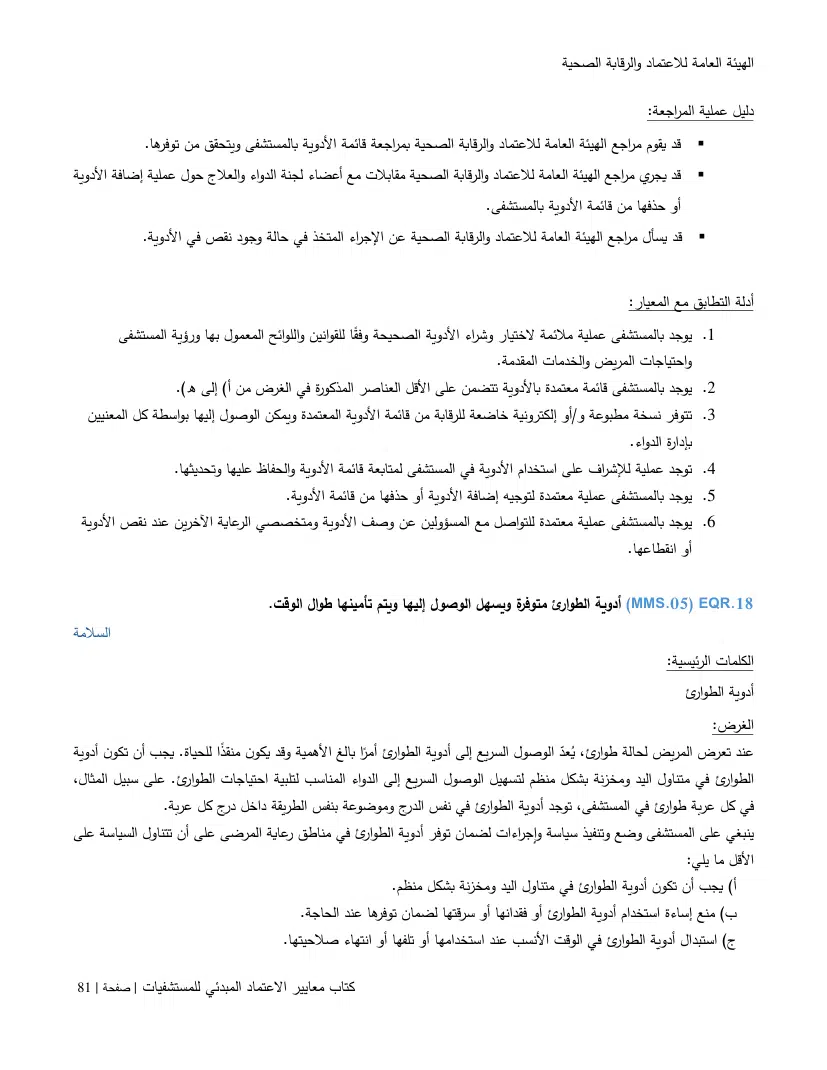 الهيئة العامة للاعتماد والرقابة الصحية
دليل عملية المراجعة:
▪ قد يقوم مراجع الهيئة العامة للاعتماد والرقابة الصحية بمراجعة قائمة الأدوية بالمستشفى ويتحقق من توفرها.
▪ قد يجري مراجع الهيئة العامة للاعتماد والرقابة الصحية مقابلات مع أعضاء لجنة الدواء والعلاج حول عملية إضافة الأدوية
أو حذفها من قائمة الأدوية بالمستشفى.
▪ قد يسأل مراجع الهيئة العامة للاعتماد والرقابة الصحية عن الإجراء المتخذ في حالة وجود نقص في الأدوية.
أدلة التطابق مع المعيار:
1. يوجد بالمستشفى عملية ملائمة لاختيار وشراء الأدوية الصحيحة وفقًا للقوانين واللوائح المعمول بها ورؤية المستشفى
واحتياجات المريض والخدمات المقدمة.
2. يوجد بالمستشفى قائمة معتمدة بالأدوية تتضمن على الأقل العناصر المذكورة في الغرض من أ) إلى ه).
3. تتوفر نسخة مطبوعة و/أو إلكترونية خاضعة للرقابة من قائمة الأدوية المعتمدة ويمكن الوصول إليها بواسطة كل المعنيين
بإدارة الدواء.
4. توجد عملية للإشراف على استخدام الأدوية في المستشفى لمتابعة قائمة الأدوية والحفاظ عليها وتحديثها.
5. يوجد بالمستشفى عملية معتمدة لتوجيه إضافة الأدوية أو حذفها من قائمة الأدوية.
6. يوجد بالمستشفى عملية معتمدة للتواصل مع المسؤولين عن وصف الأدوية ومتخصصي الرعاية الآخرين عند نقص الأدوية
أو انقطاعها.
EQR.18 (MMS.05) أدوية الطوارئ متوفرة ويسهل الوصول إليها ويتم تأمينها طوال الوقت.
السلامة
الكلمات الرئيسية:
أدوية الطوارئ
الغرض:
عند تعرض المريض لحالة طوارئ، يُعدّ الوصول السريع إلى أدوية الطوارئ أمرًا بالغ الأهمية وقد يكون منقذًا للحياة. يجب أن تكون أدوية
الطوارئ في متناول اليد ومخزنة بشكل منظم لتسهيل الوصول السريع إلى الدواء المناسب لتلبية احتياجات الطوارئ. على سبيل المثال،
في كل عربة طوارئ في المستشفى، توجد أدوية الطوارئ في نفس الدرج وموضوعة بنفس الطريقة داخل درج كل عربة.
ينبغي على المستشفى وضع وتنفيذ سياسة وإجراءات لضمان توفر أدوية الطوارئ في مناطق رعاية المرضى على أن تتناول السياسة على
الأقل ما يلي:
أ) يجب أن تكون أدوية الطوارئ في متناول اليد ومخزنة بشكل منظم.
ب) منع إساءة استخدام أدوية الطوارئ أو فقدانها أو سرقتها لضمان توفرها عند الحاجة.
ج) استبدال أدوية الطوارئ في الوقت الأنسب عند استخدامها أو تلفها أو انتهاء صلاحيتها.
كتاب معايير الاعتماد المبدئي للمستشفيات | صفحة | 81